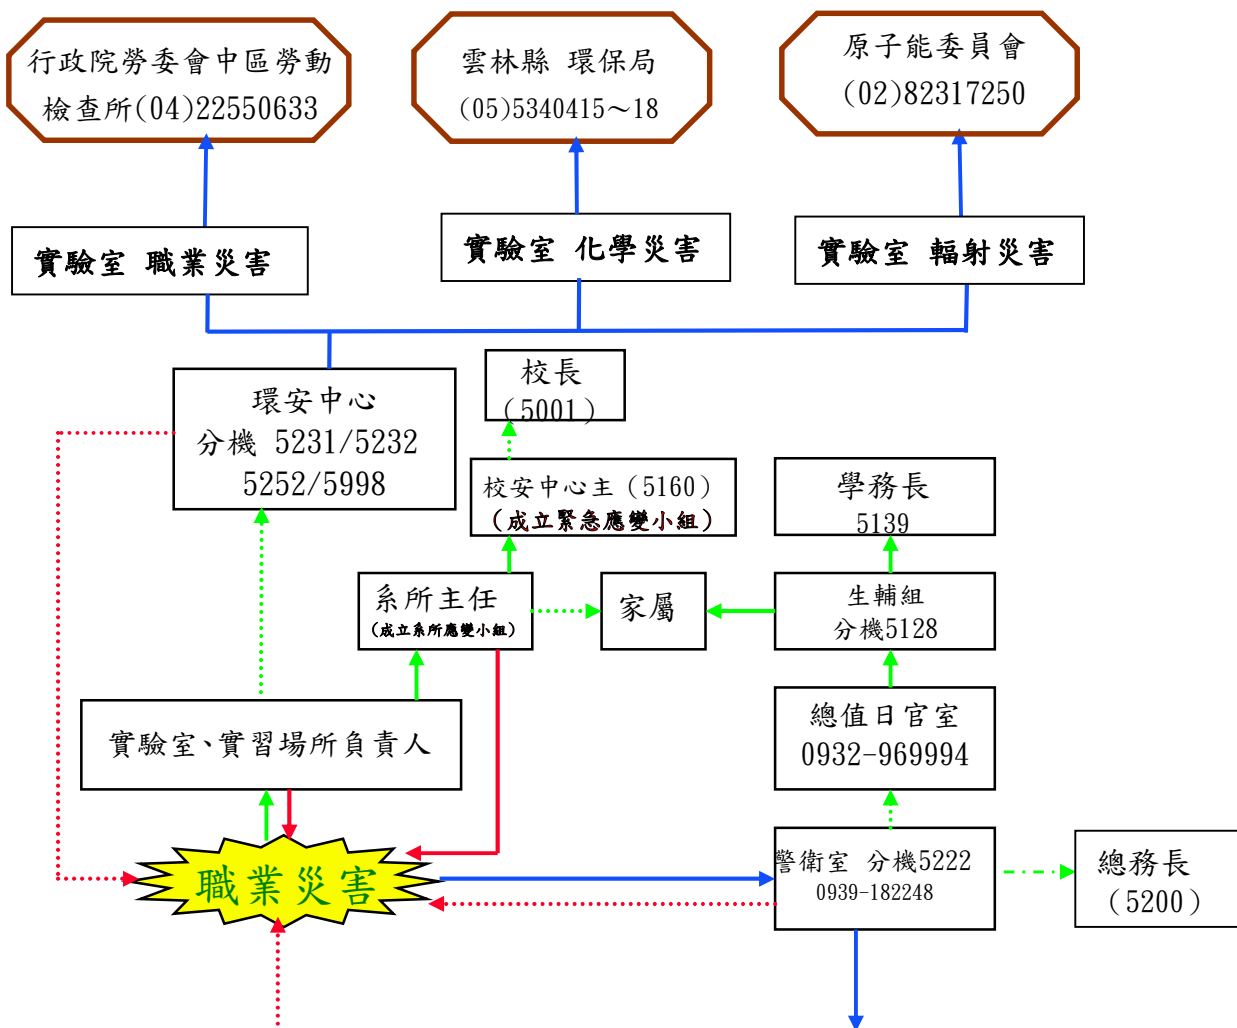 行政院勞委會中區勞動
檢查所(04)22550633
雲林縣 環保局
(05)5340415～18
原子能委員會
(02)82317250
實驗室 職業災害
實驗室 化學災害
實驗室 輻射災害
環安中心
分機 5231/5232
5252/5998
校長
(5001)
校安中心主(5160)
(成立緊急應變小組)
學務長
5139
系所主任
(成立系所應變小組)
家屬
生輔組
分機5128
實驗室、實習場所負責人
總值日官室
0932-969994
職業災害
警衛室 分機5222
0939-182248
總務長
(5200)